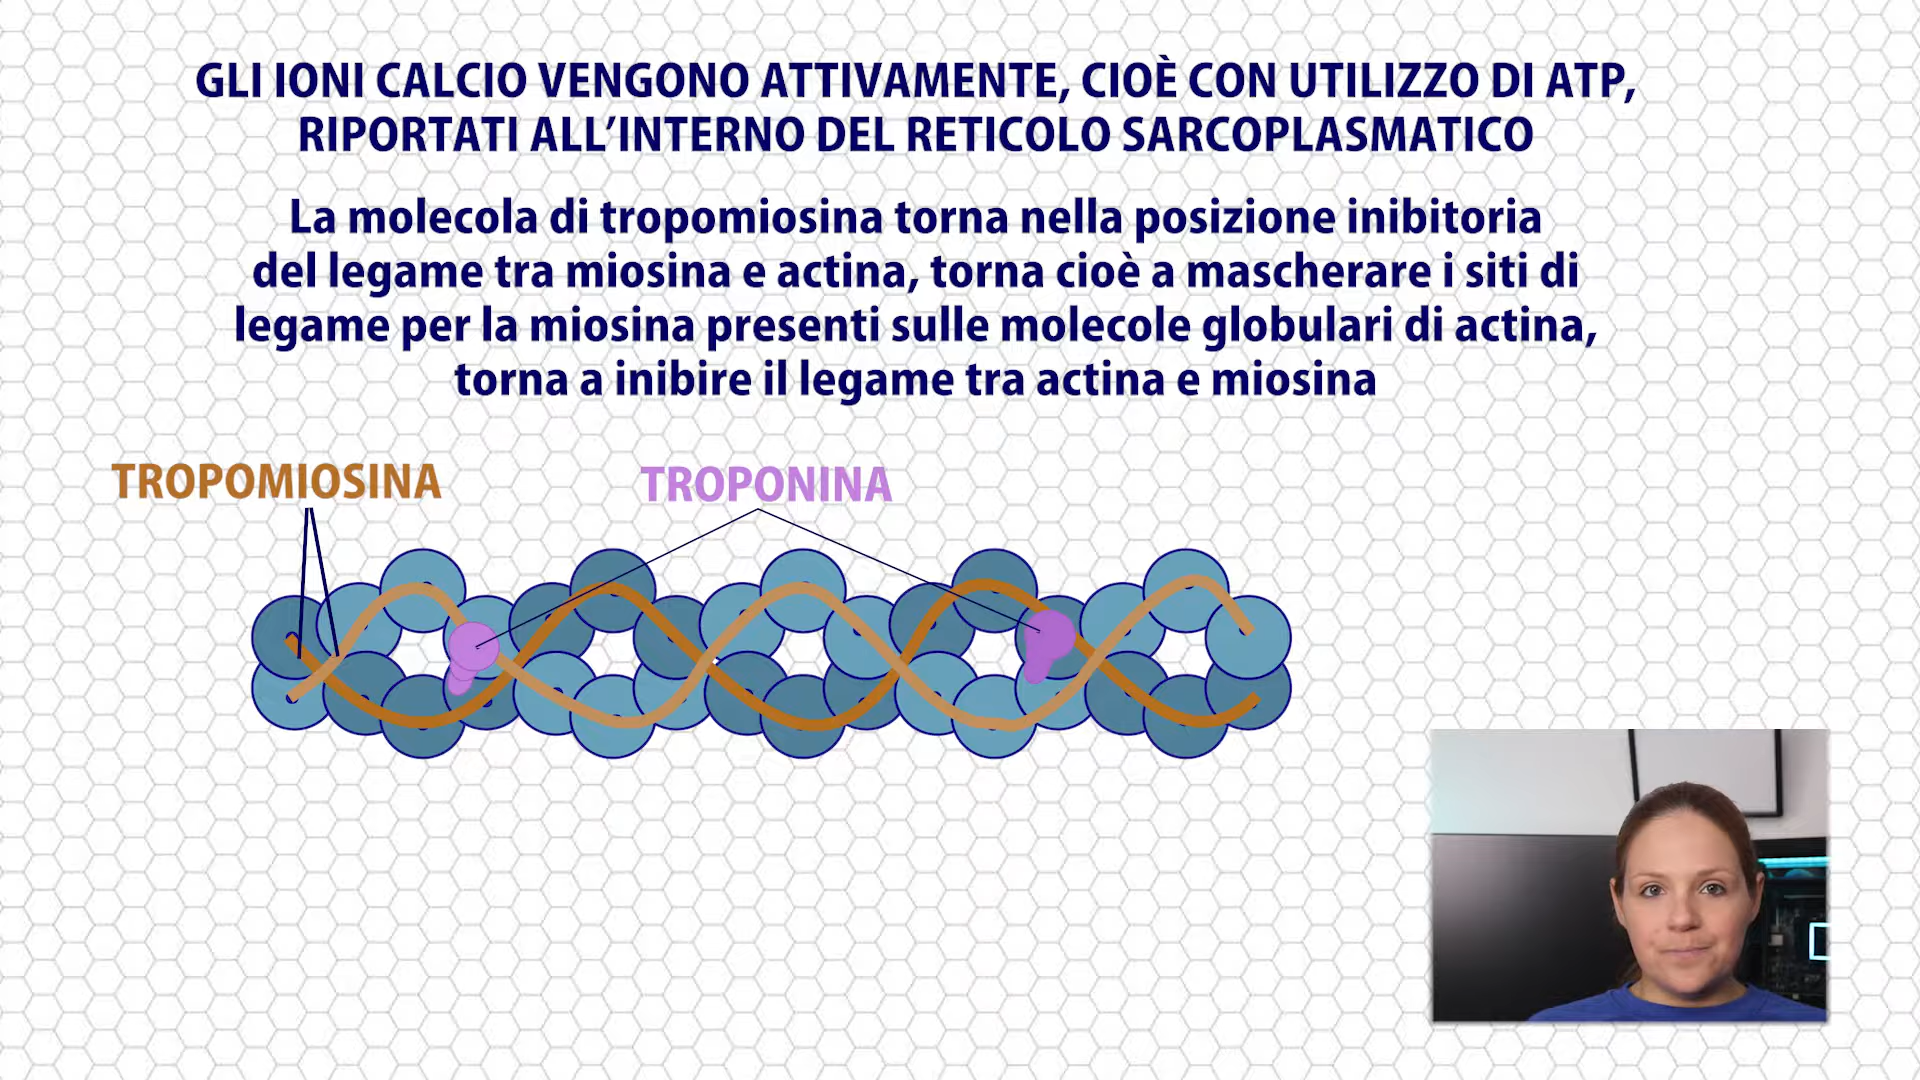 GLI IONI CALCIO VENGONO ATTIVAMENTE, CIOÈ CON UTILIZZO DI ATP,
RIPORTATI ALL’INTERNO DEL RETICOLO SARCOPLASMATICO
La molecola di tropomiosina torna nella posizione inibitoria
del legame tra miosina e actina, torna cioè a mascherare i siti di
legame per la miosina presenti sulle molecole globulari di actina,
torna a inibire il legame tra actina e miosina
TROPOMIOSINA
TROPONINA